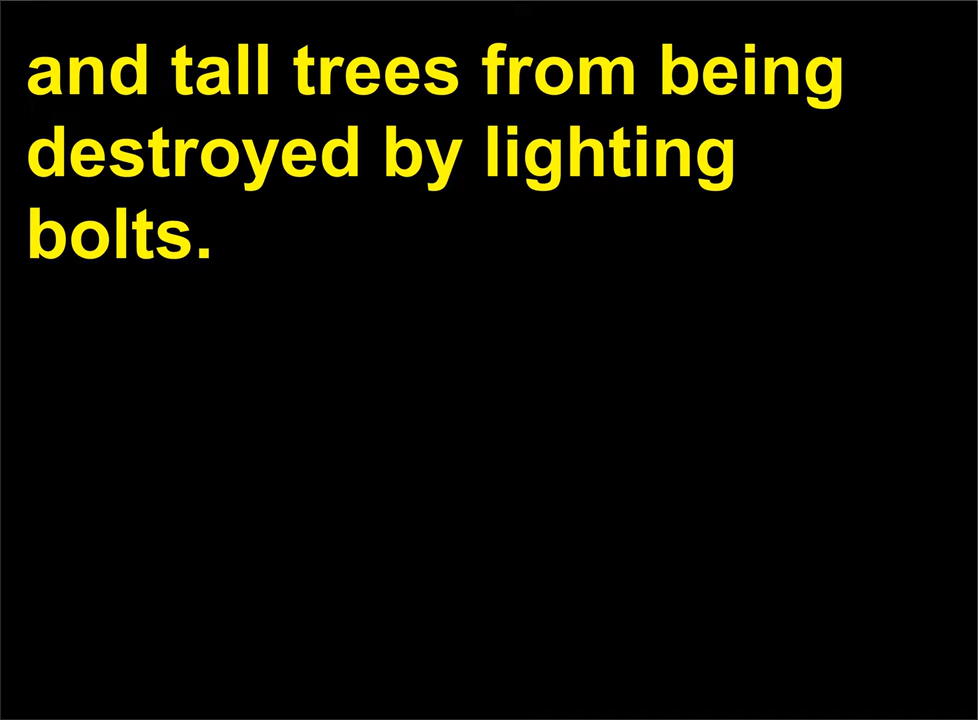 and tall trees from being
destroyed by lighting
bolts.